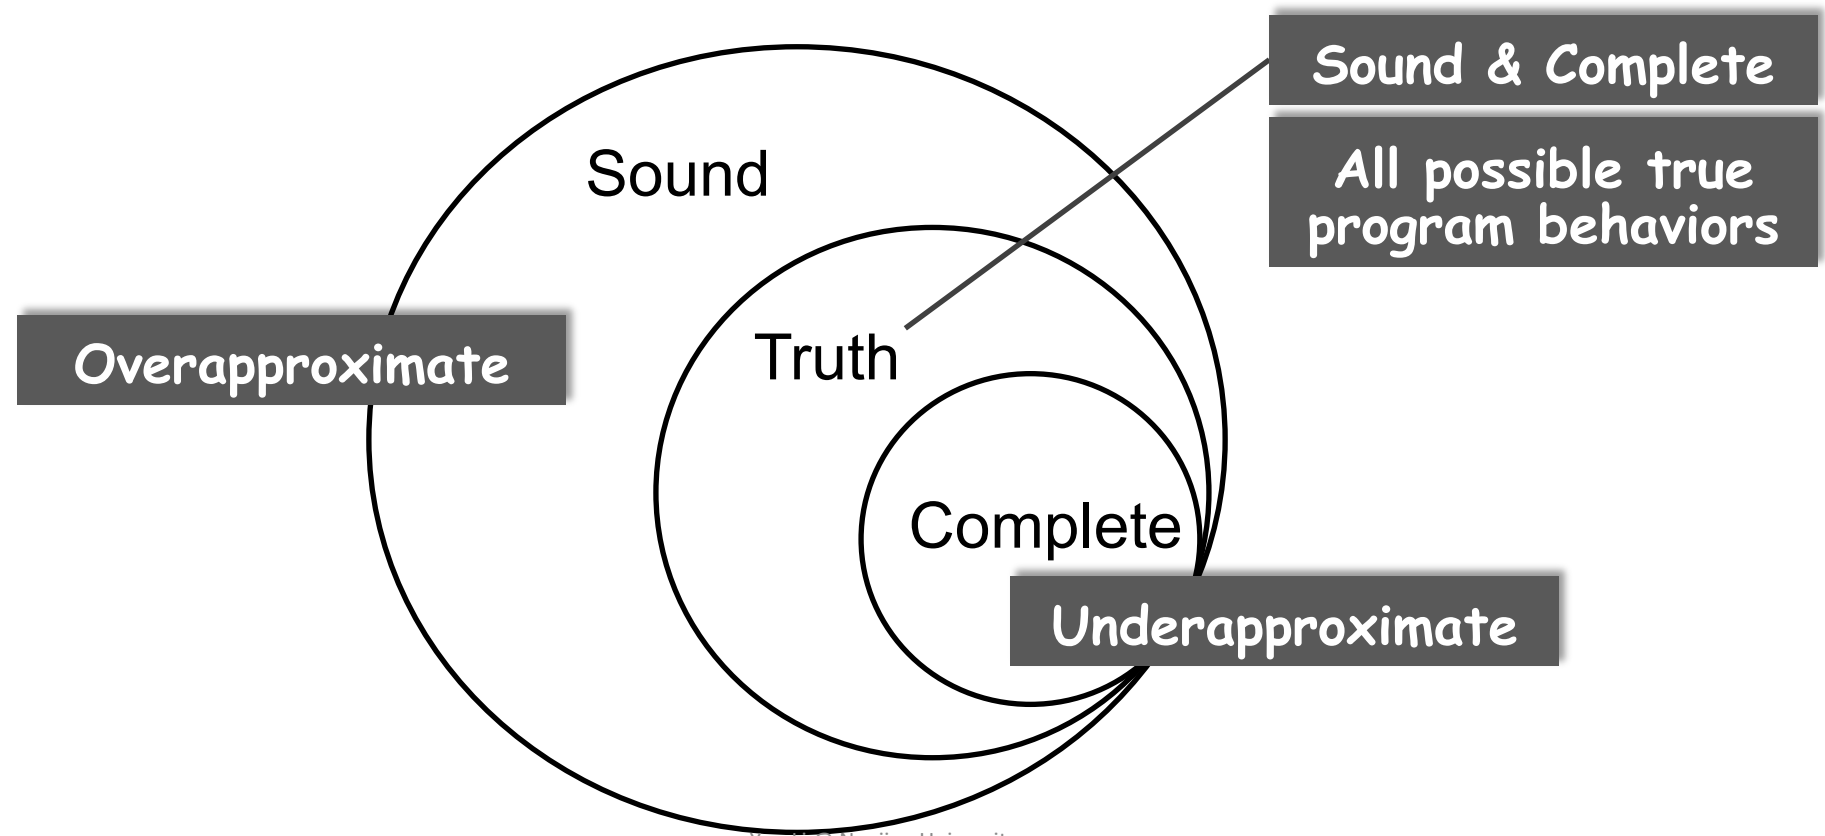 Sound & Complete
All possible true
program behaviors
Sound
Overapproximate
Truth
Complete
Underapproximate